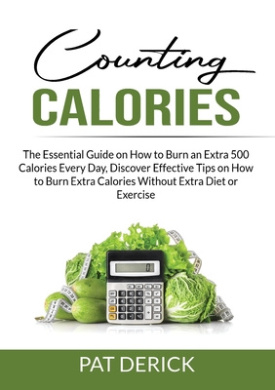 Counting
CALORIES
The Essential Guide on How to Burn an Extra 500
Calories Every Day, Discover Effective Tips on How
to Burn Extra Calories Without Extra Diet or
Exercise
PAT DERICK